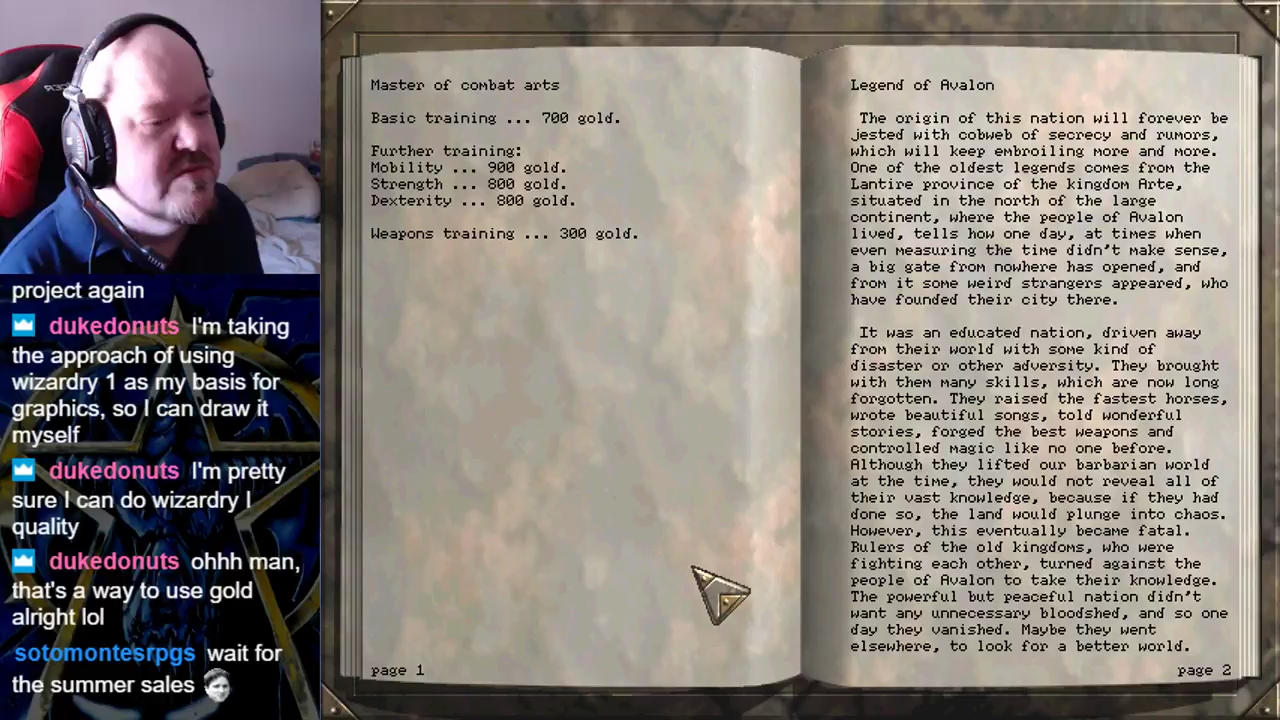 project again
dukedonuts I'm taking
the approach of using
wizardry 1 as my basis for
graphics, so I can draw it
myself
dukedonuts I'm pretty
sure I can do wizardry I
quality
dukedonuts ohhh man,
that's a way to use gold
alright lol
sotomontesrpgs wait for
the summer sales
Master of combat arts
Basic training ... 700 gold.
Further training:
Mobility ... 900 gold.
Strength ... 800 gold.
Dexterity ... 800 gold.
Weapons training ... 300 gold.
page 1
Legend of Avalon
The origin of this nation will forever be
jested with cobweb of secrecy and rumors,
which will keep embroiling more and more.
One of the oldest legends comes from the
Lantire province of the kingdom Arte,
situated in the north of the large
continent, where the people of Avalon
lived, tells how one day, at times when
even measuring the time didn't make sense,
a big gate from nowhere has opened, and
from it some weird strangers appeared, who
have founded their city there.
It was an educated nation, driven away
from their world with some kind of
disaster or other adversity. They brought
with them many skills, which are now long
forgotten. They raised the fastest horses,
wrote beautiful songs, told wonderful
stories, forged the best weapons and
controlled magic like no one before.
Although they lifted our barbarian world
at the time, they would not reveal all of
their vast knowledge, because if they had
done so, the land would plunge into chaos.
However, this eventually became fatal.
Rulers of the old kingdoms, who were
fighting each other, turned against the
people of Avalon to take their knowledge.
The powerful but peaceful nation didn't
want any unnecessary bloodshed, and so one
day they vanished. Maybe they went
elsewhere, to look for a better world.
page 2